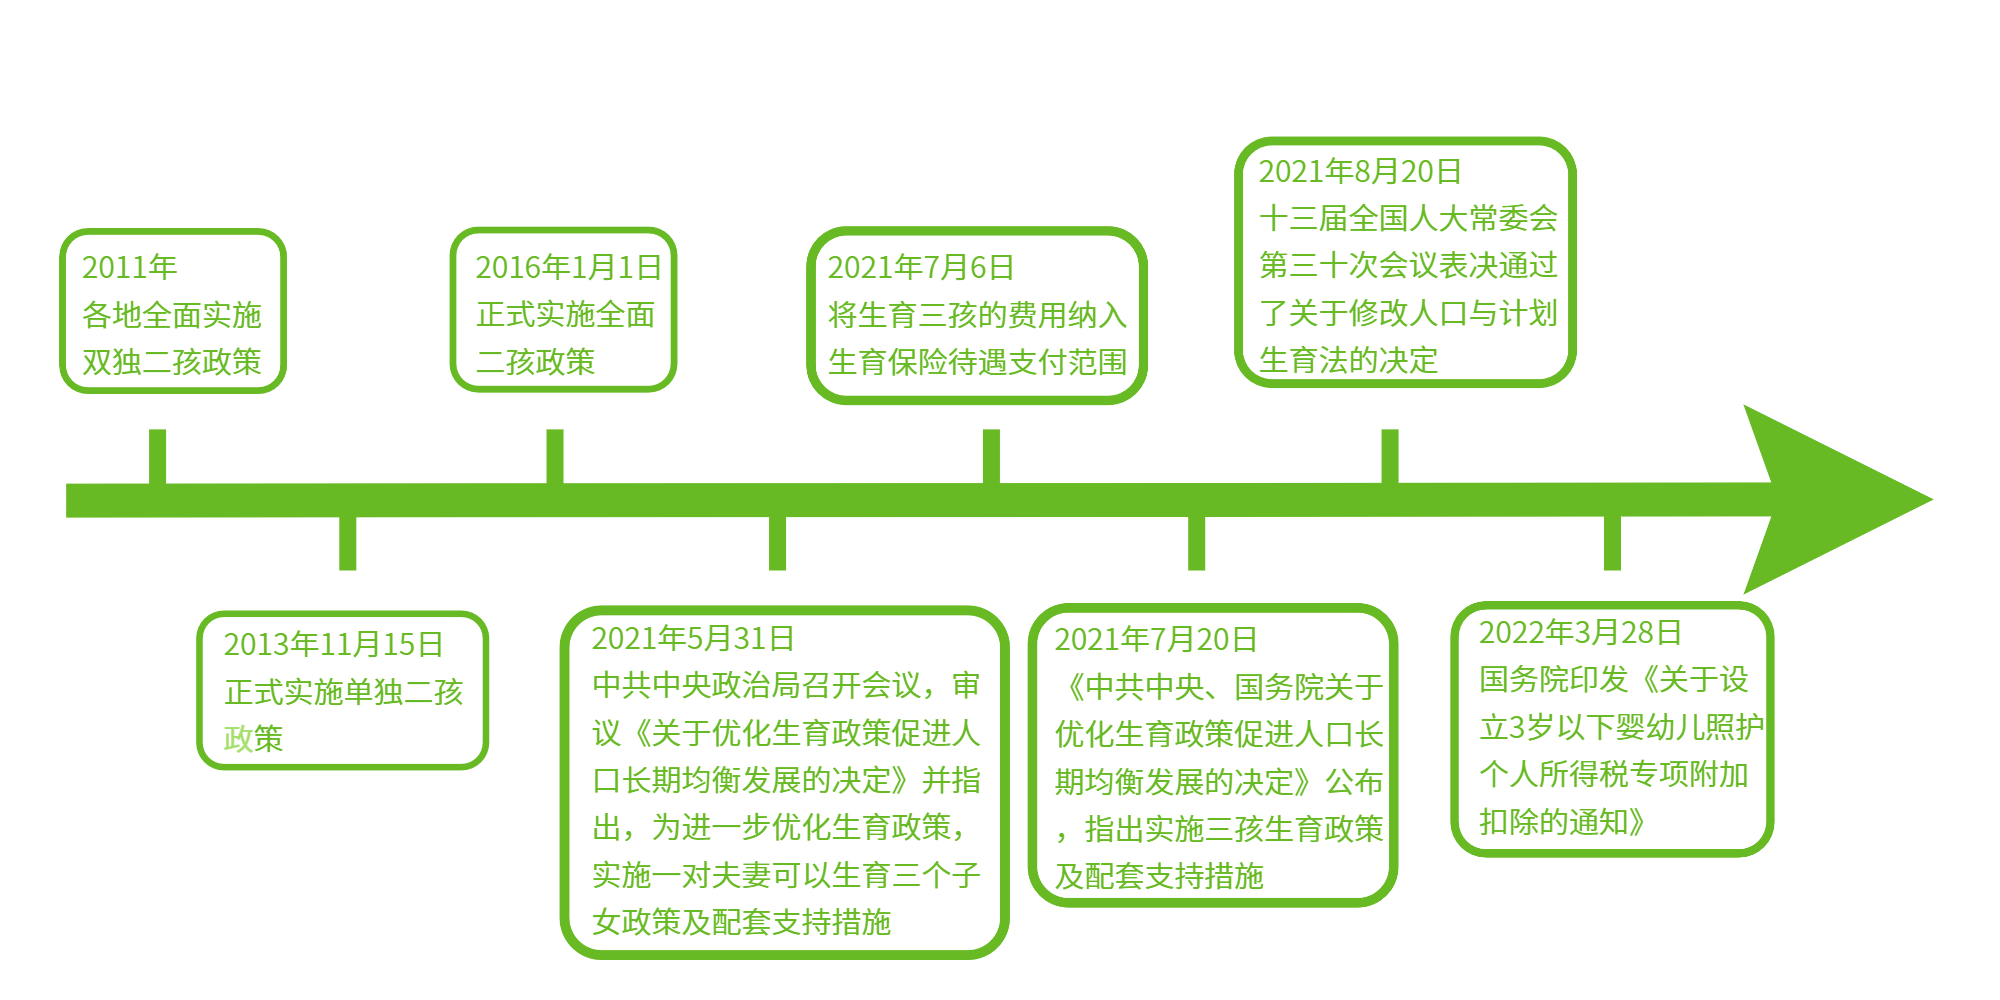 2011年
各地全面实施
双独二孩政策
2013年11月15日
正式实施单独二孩
政策
2016年1月1日
正式实施全面
二孩政策
2021年5月31日
中共中央政治局召开会议，审
议《关于优化生育政策促进人
口长期均衡发展的决定》并指
出，为进一步优化生育政策，
实施一对夫妻可以生育三个子
女政策及配套支持措施
2021年7月6日
将生育三孩的费用纳入
生育保险待遇支付范围
2021年7月20日
《中共中央、国务院关于
优化生育政策促进人口长
期均衡发展的决定》公布
，指出实施三孩生育政策
及配套支持措施
2021年8月20日
十三届全国人大常委会
第三十次会议表决通过
了关于修改人口与计划
生育法的决定
2022年3月28日
国务院印发《关于设
立3岁以下婴幼儿照护
个人所得税专项附加
扣除的通知》